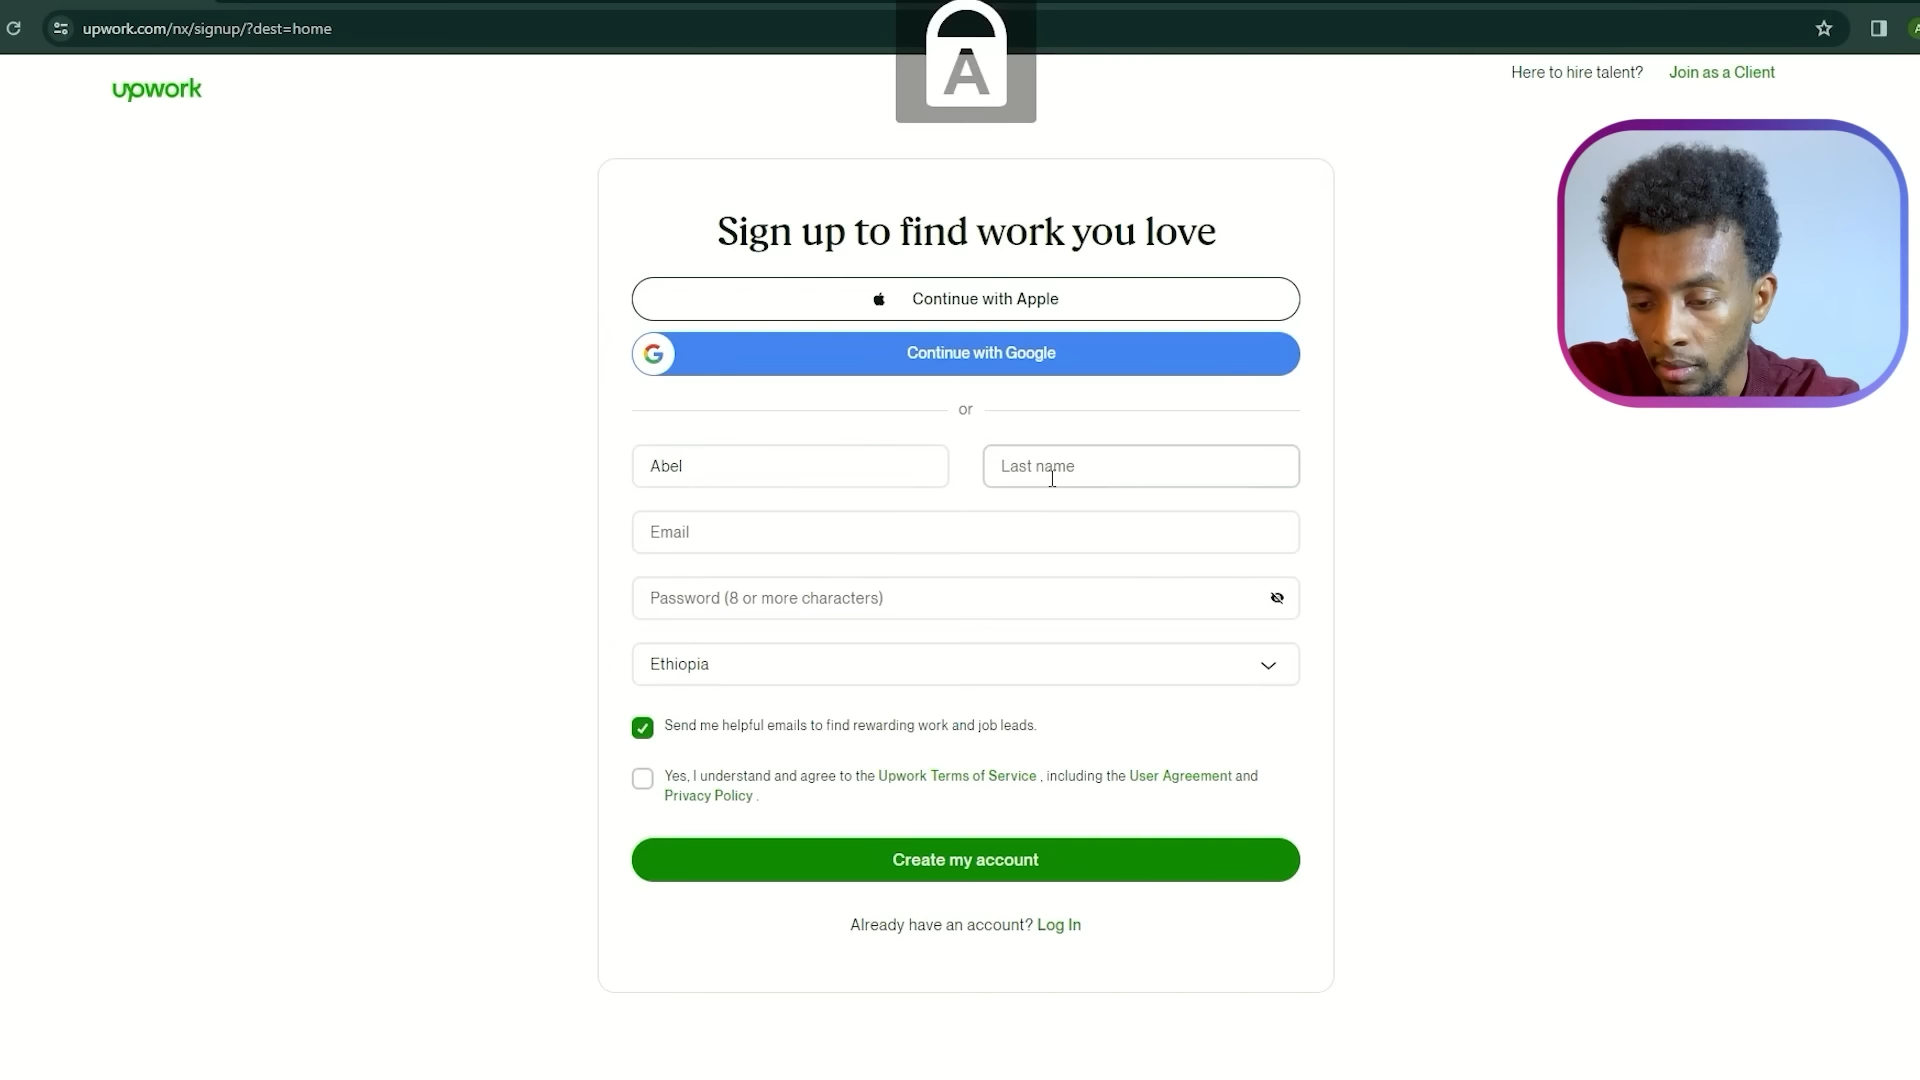 upwork.com/nx/signup/?dest=home
A
Here to hire talent? Join as a Client
upwork
Sign up to find work you love
Continue with Apple
G Continue with Google
or
Abel Last name
Email
Password (8 or more characters)
Ethiopia
Send me helpful emails to find rewarding work and job leads.
Yes, I understand and agree to the Upwork Terms of Service , including the User Agreement and
Privacy Policy .
Create my account
Already have an account? Log In